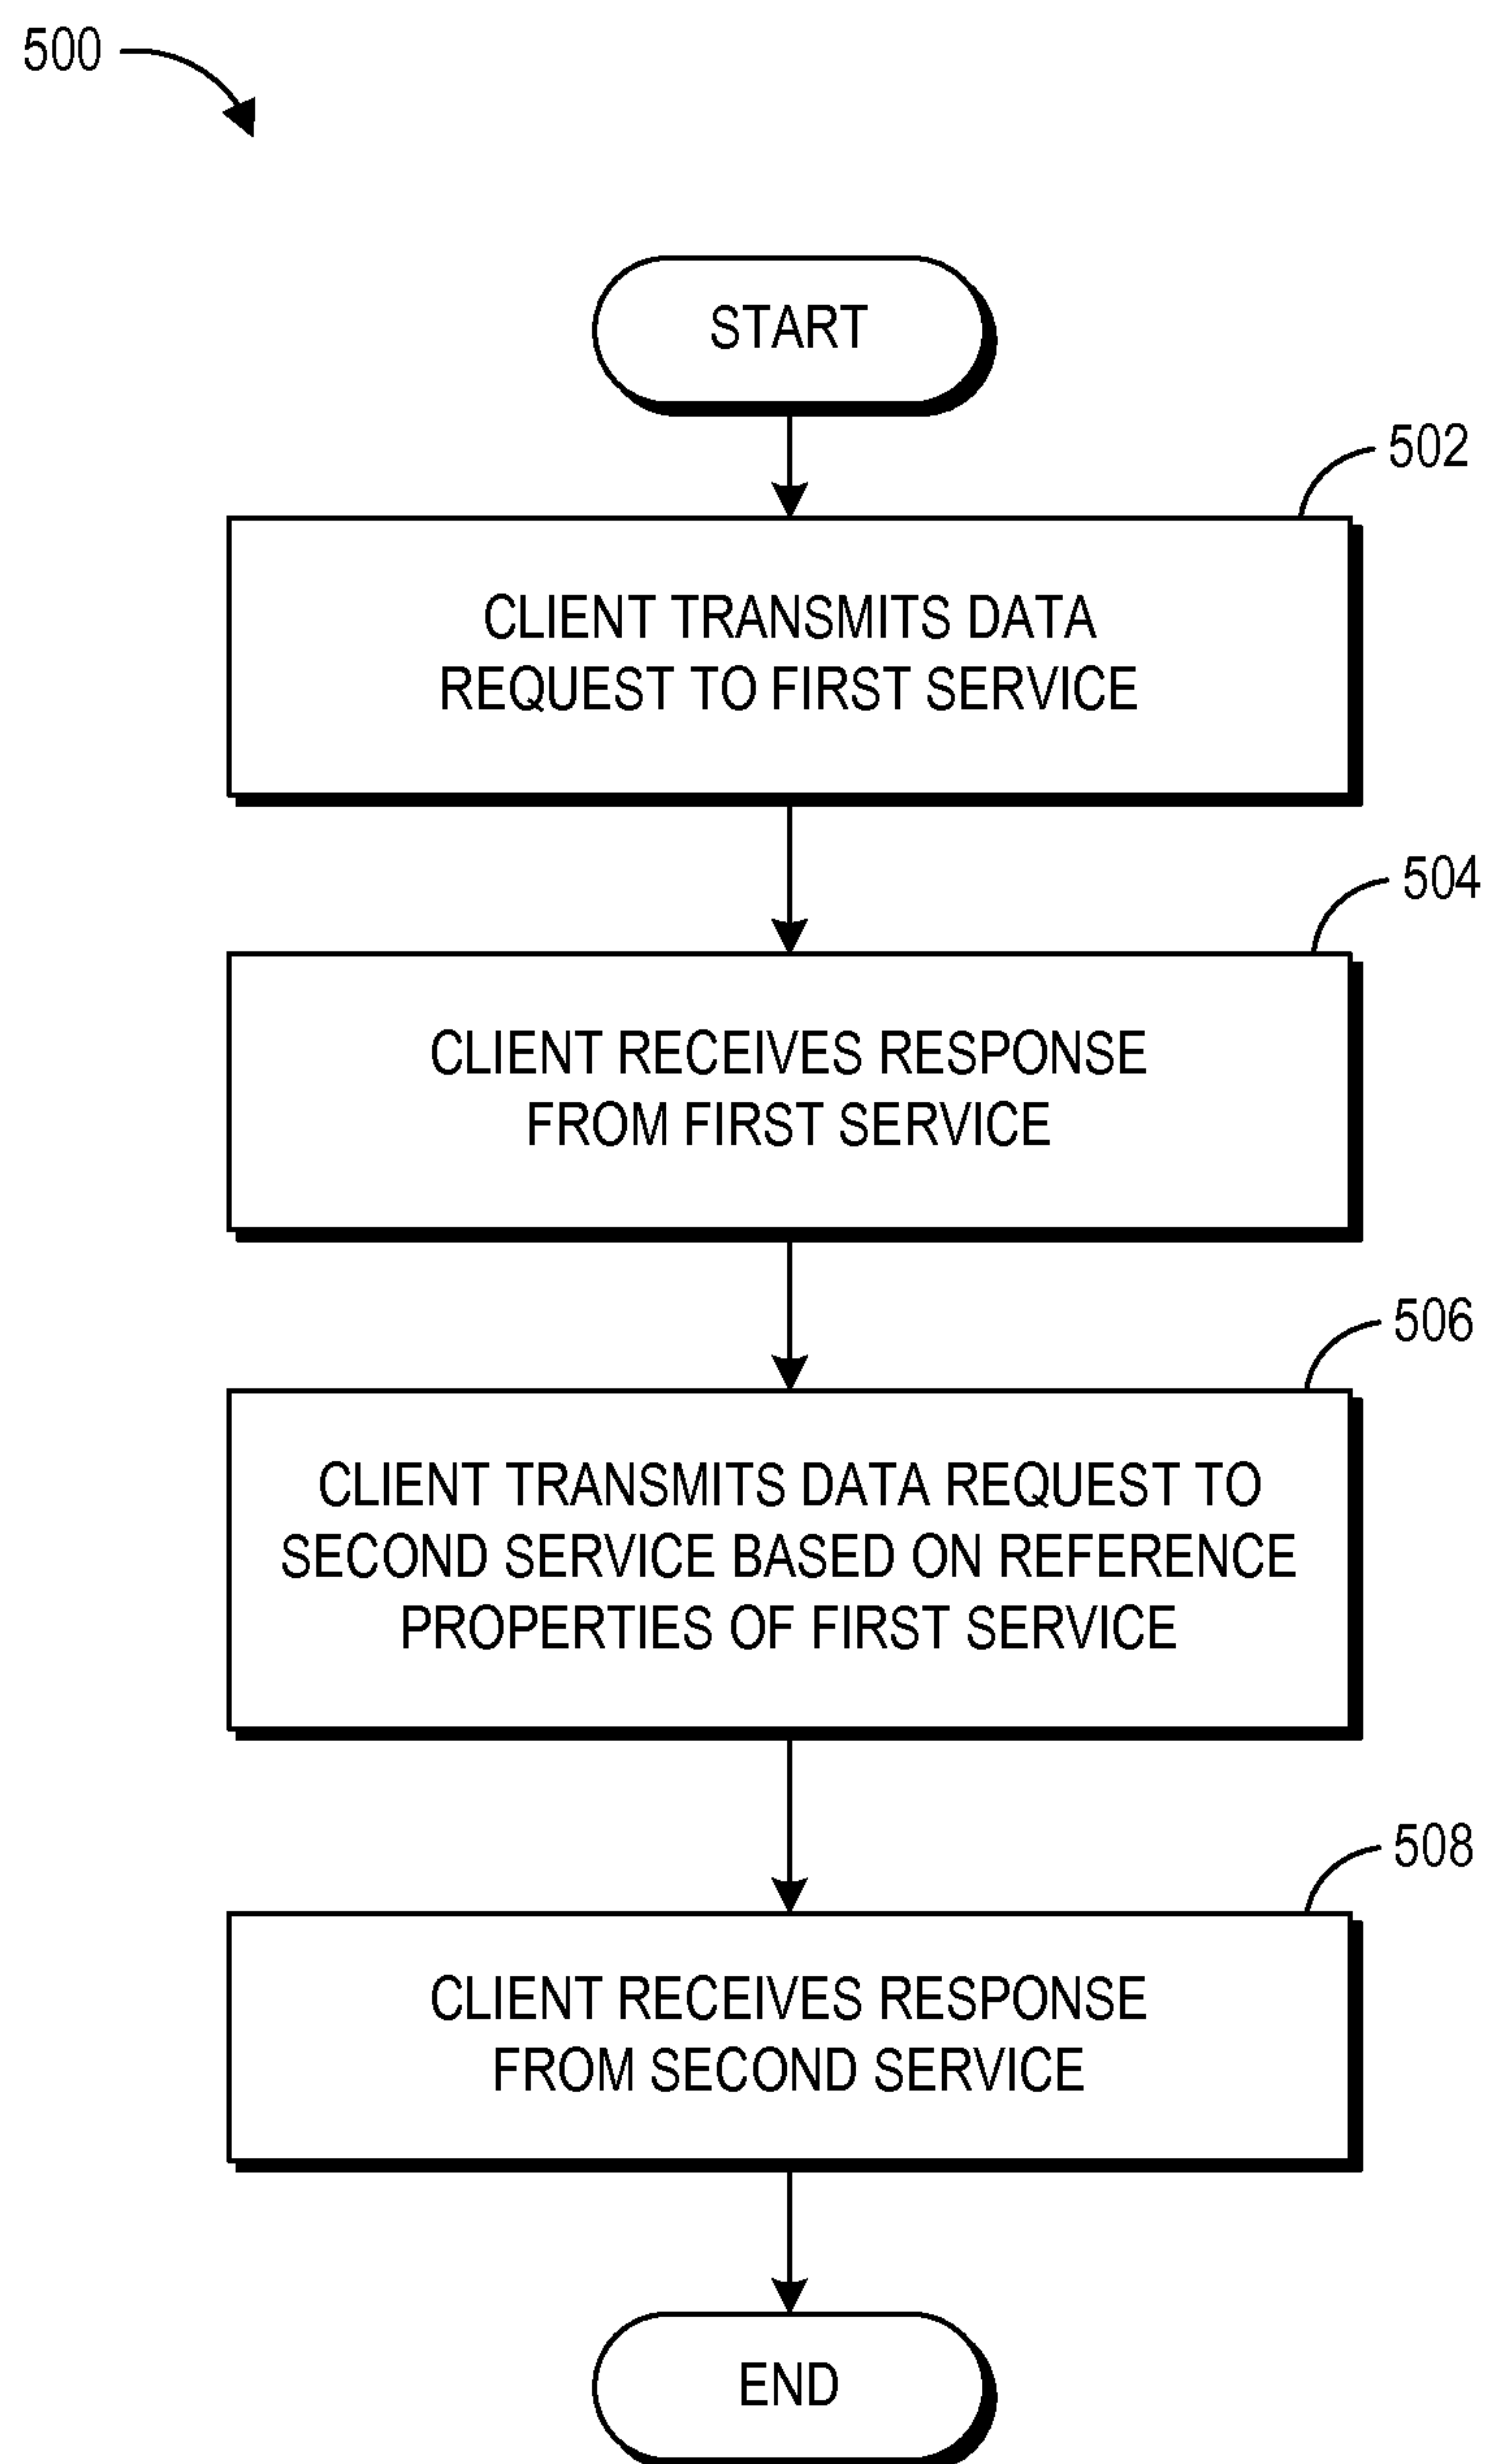 500
START
502
CLIENT TRANSMITS DATA
REQUEST TO FIRST SERVICE
504
CLIENT RECEIVES RESPONSE
FROM FIRST SERVICE
506
CLIENT TRANSMITS DATA REQUEST TO
SECOND SERVICE BASED ON REFERENCE
PROPERTIES OF FIRST SERVICE
508
CLIENT RECEIVES RESPONSE
FROM SECOND SERVICE
END